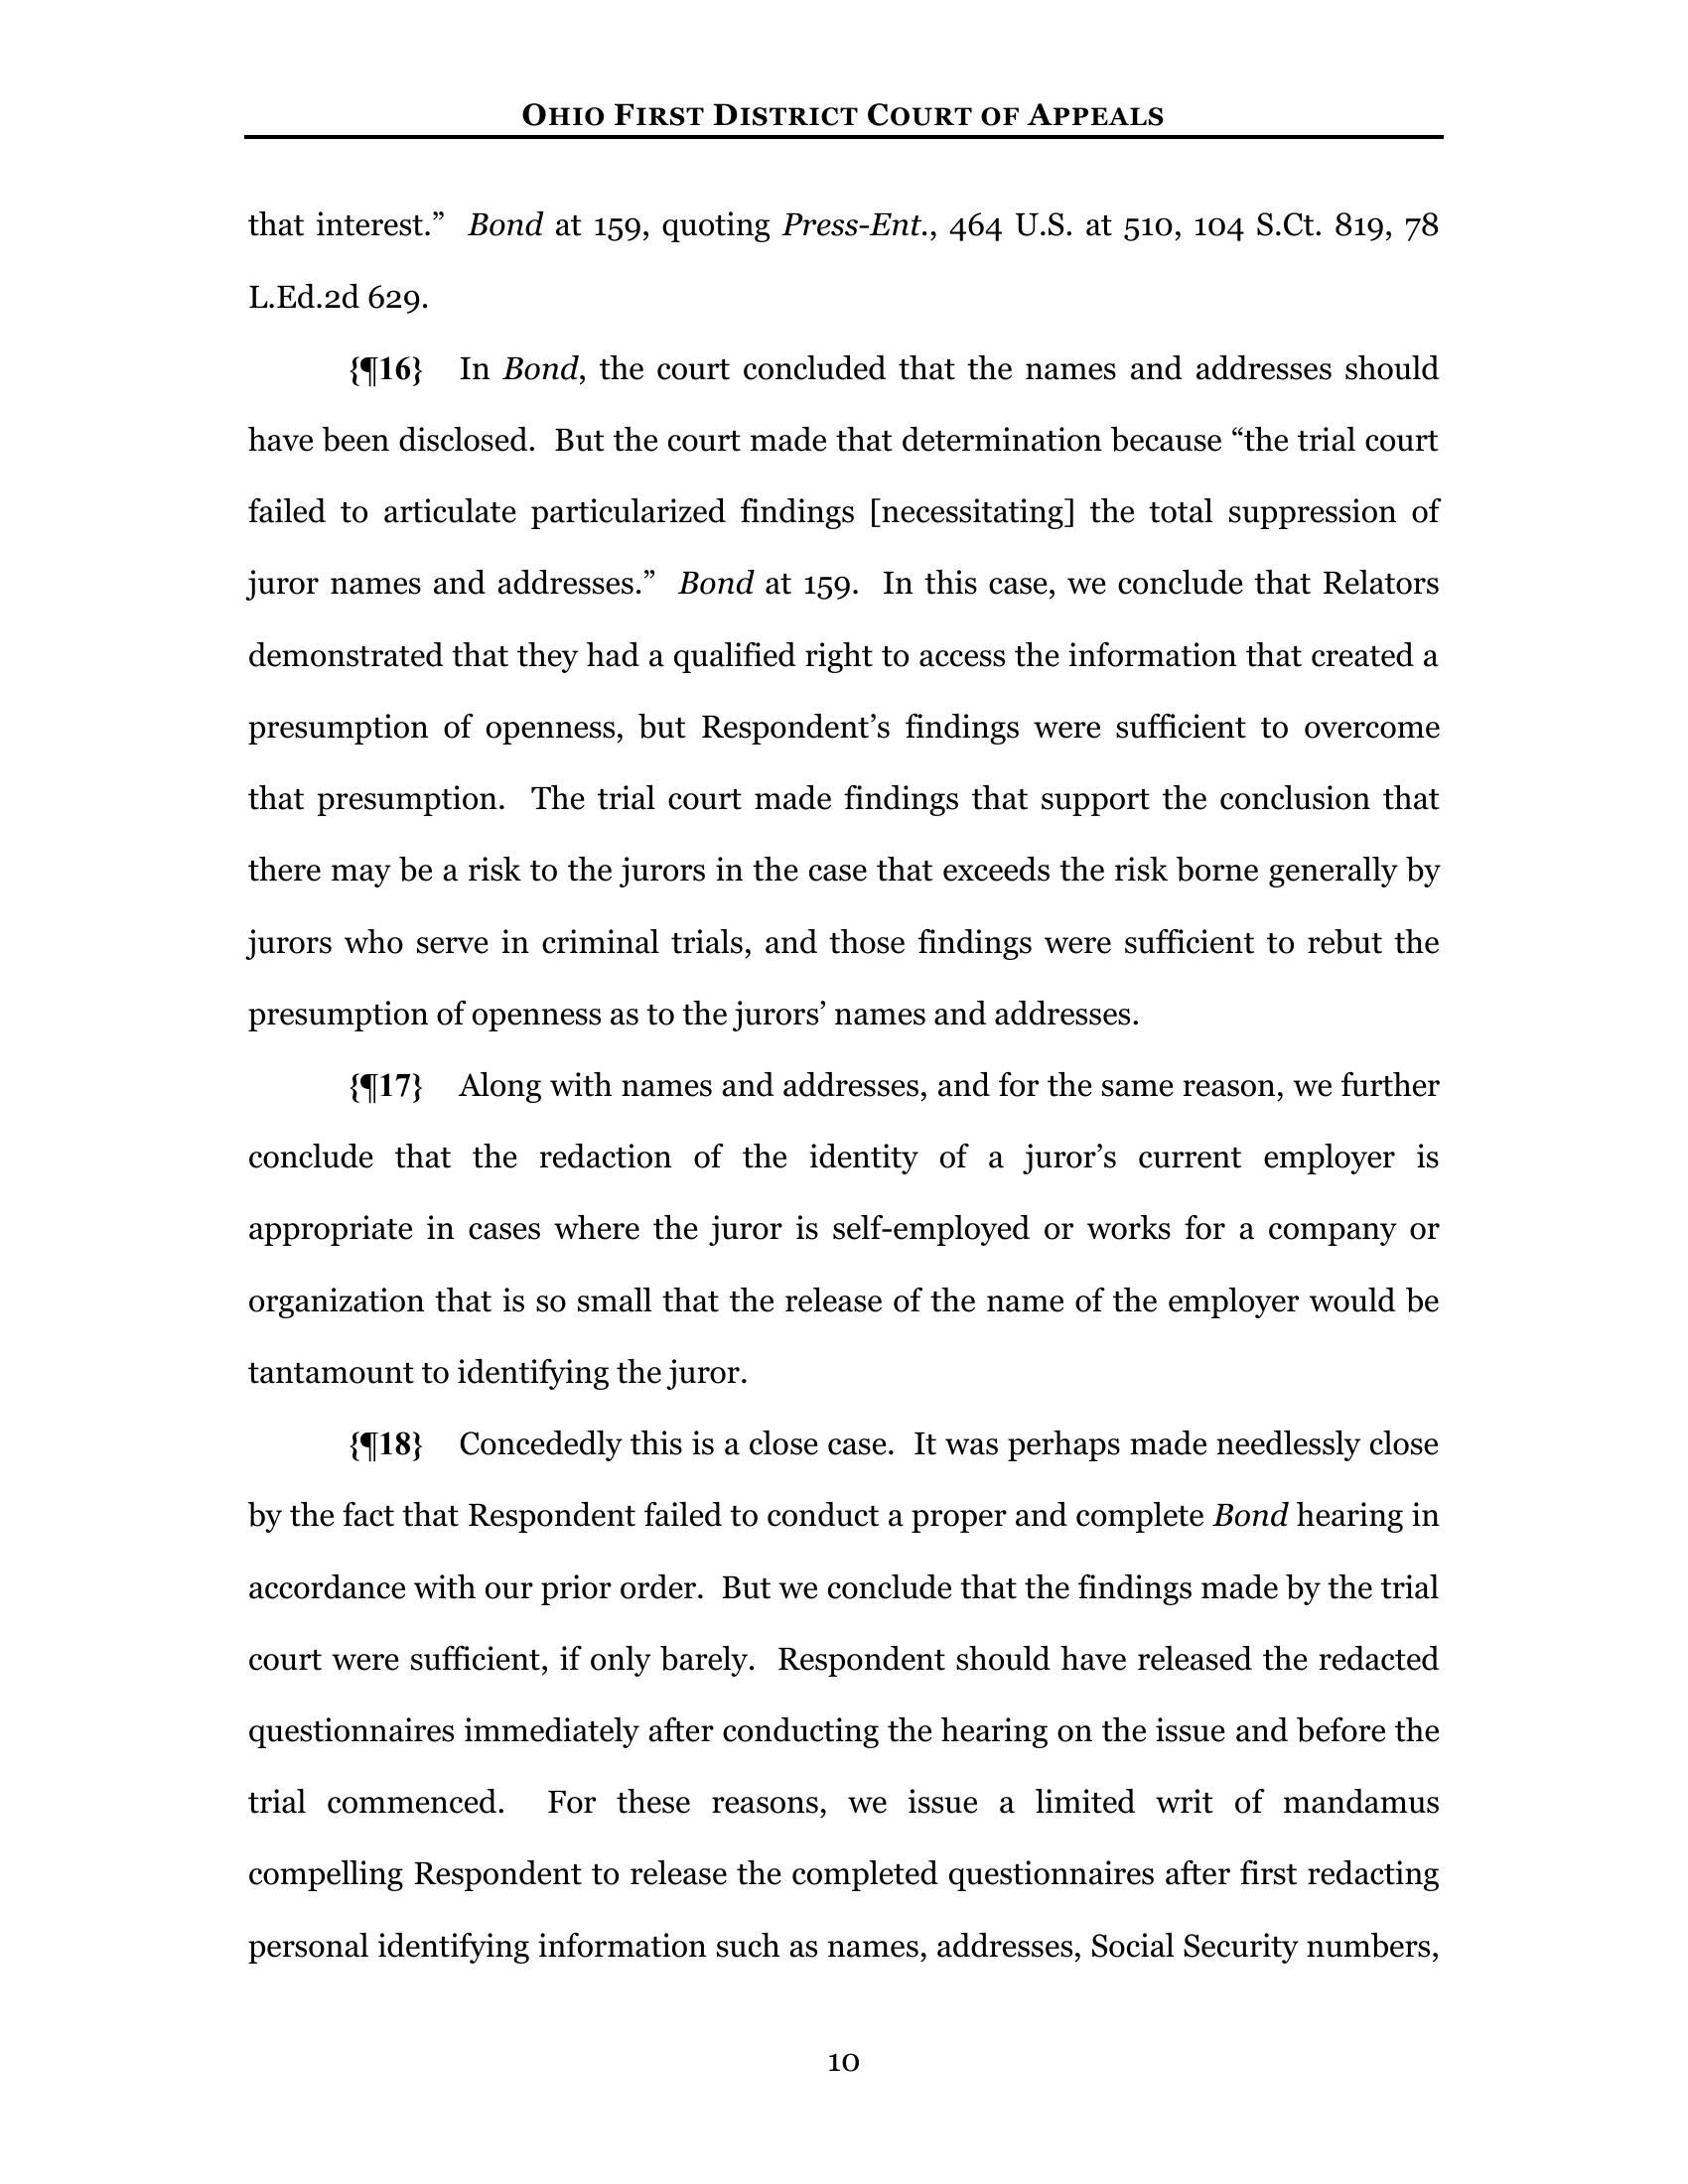 OHIO FIRST DISTRICT COURT OF APPEALS
that interest.” Bond at 159, quoting Press-Ent., 464 U.S. at 510, 104 S.Ct. 819, 78
L.Ed.2d 629.
{¶16} In Bond, the court concluded that the names and addresses should
have been disclosed. But the court made that determination because “the trial court
failed to articulate particularized findings [necessitating] the total suppression of
juror names and addresses.” Bond at 159. In this case, we conclude that Relators
demonstrated that they had a qualified right to access the information that created a
presumption of openness, but Respondent’s findings were sufficient to overcome
that presumption. The trial court made findings that support the conclusion that
there may be a risk to the jurors in the case that exceeds the risk borne generally by
jurors who serve in criminal trials, and those findings were sufficient to rebut the
presumption of openness as to the jurors’ names and addresses.
{¶17} Along with names and addresses, and for the same reason, we further
conclude that the redaction of the identity of a juror’s current employer is
appropriate in cases where the juror is self-employed or works for a company or
organization that is so small that the release of the name of the employer would be
tantamount to identifying the juror.
{¶18} Concededly this is a close case. It was perhaps made needlessly close
by the fact that Respondent failed to conduct a proper and complete Bond hearing in
accordance with our prior order. But we conclude that the findings made by the trial
court were sufficient, if only barely. Respondent should have released the redacted
questionnaires immediately after conducting the hearing on the issue and before the
trial commenced. For these reasons, we issue a limited writ of mandamus
compelling Respondent to release the completed questionnaires after first redacting
personal identifying information such as names, addresses, Social Security numbers,
10